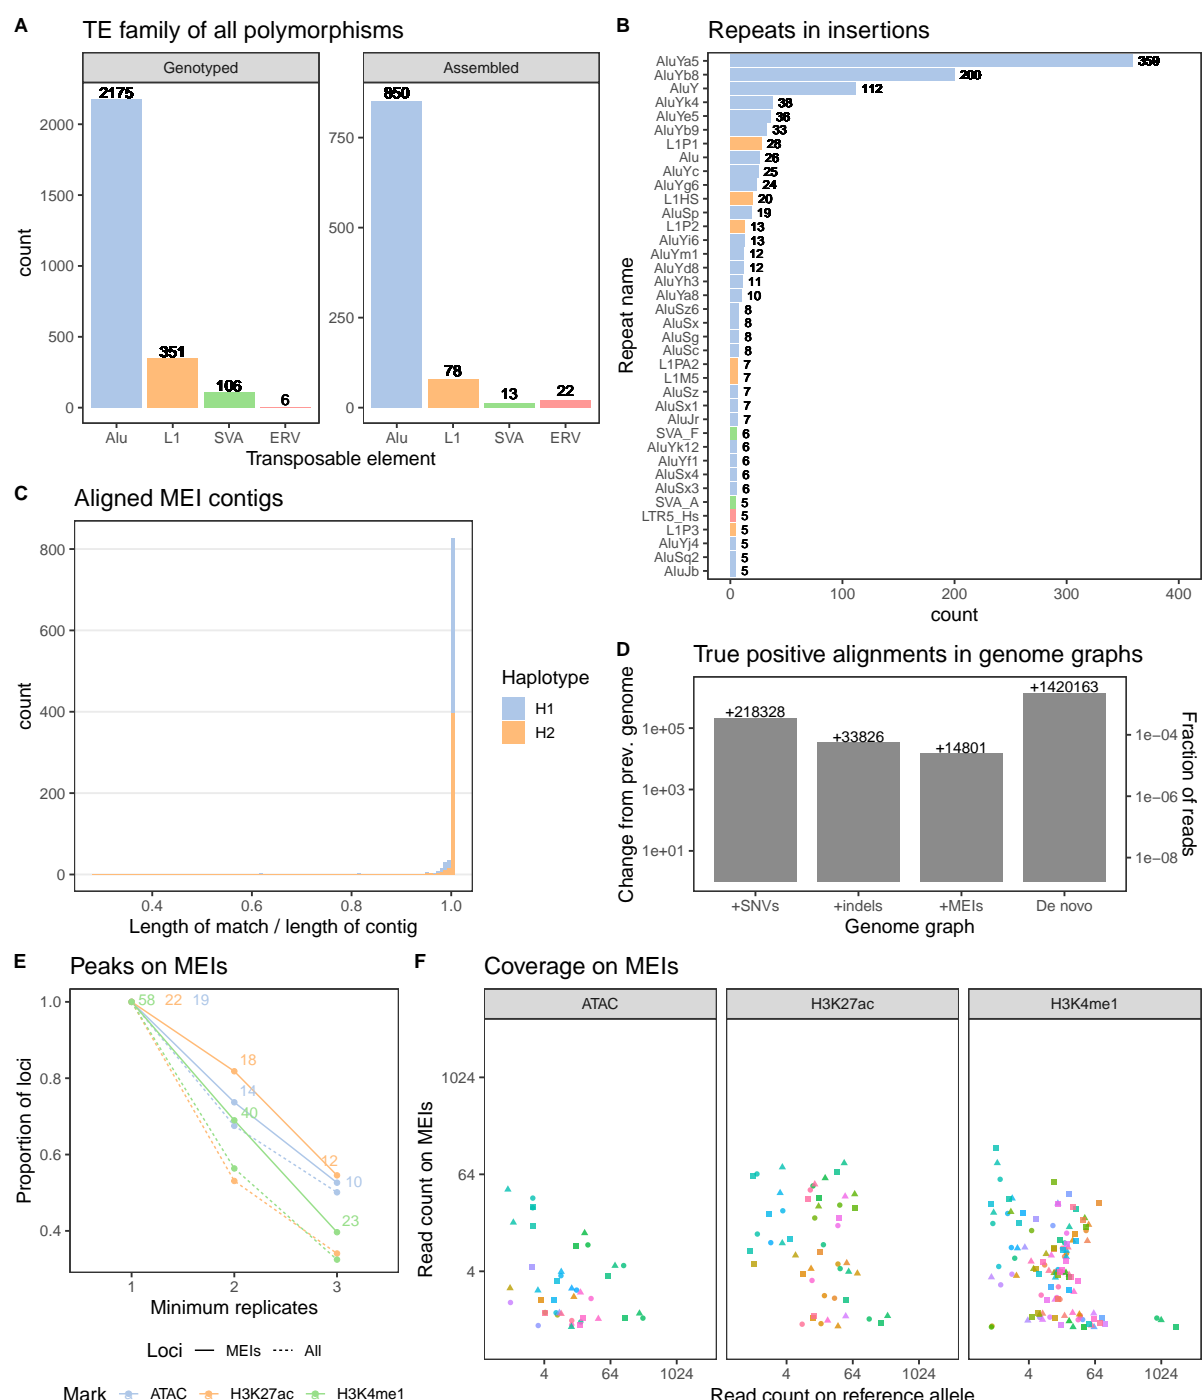 A
TE family of all polymorphisms
Genotyped
Assembled
2175
351
106
6
850
78
13
22
count
2000
1500
1000
500
0
750
500
250
0
Alu
L1
SVA
ERV
Alu
L1
SVA
ERV
Transposable element
B
Repeats in insertions
Repeat name
AluYa5
359
AluYb8
200
AluY
112
AluYk4
38
AluYe5
36
AluYb9
33
L1P1
28
Alu
26
AluYc
25
AluYg6
24
L1HS
20
AluSp
19
L1P2
13
AluYi6
13
AluYm1
12
AluYd8
12
AluYh3
11
AluYa8
10
AluSz6
8
AluSx
8
AluSg
8
AluSc
8
L1PA2
7
L1M5
7
AluSz
7
AluSx1
7
AluJr
7
SVA_F
6
AluYk12
6
AluYf1
6
AluSx4
6
AluSx3
6
SVA_A
5
LTR5_Hs
5
L1P3
5
AluYj4
5
AluSq2
5
AluJb
5
0
100
200
300
400
count
C
Aligned MEI contigs
count
800
600
400
200
0
0.4
0.6
0.8
1.0
Length of match / length of contig
Haplotype
H1
H2
D
True positive alignments in genome graphs
Change from prev. genome
1e+05
1e+03
1e+01
+218328
+33826
+14801
+1420163
1e−04
1e−06
1e−08
Fraction of reads
+SNVs
+indels
+MEIs
De novo
Genome graph
E
Peaks on MEIs
Proportion of loci
1.0
0.8
0.6
0.4
58
22
19
18
14
40
12
10
23
1
2
3
Minimum replicates
Loci
MEIs
All
Mark
ATAC
H3K27ac
H3K4me1
F
Coverage on MEIs
ATAC
H3K27ac
H3K4me1
Read count on MEIs
1024
64
4
4
64
1024
4
64
1024
4
64
1024
Read count on reference allele